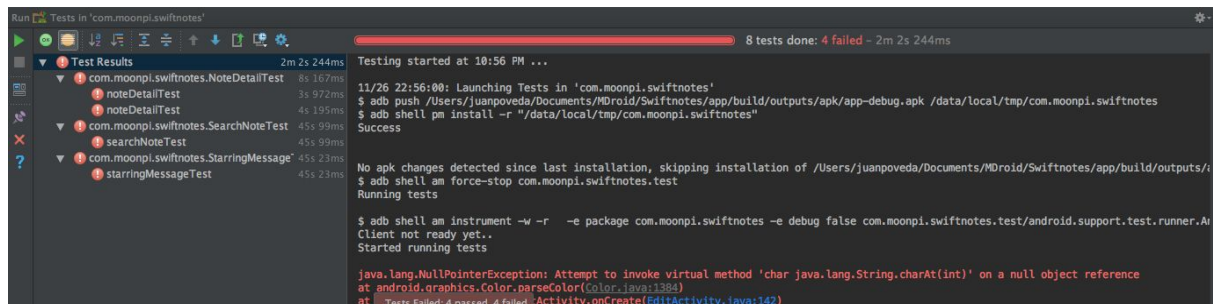 Run Tests in 'com.moonpi.swiftnotes'
8 tests done: 4 failed – 2m 2s 244ms
Test Results 2m 2s 244ms
com.moonpi.swiftnotes.NoteDetailTest 8s 167ms
noteDetailTest 3s 972ms
noteDetailTest 4s 195ms
com.moonpi.swiftnotes.SearchNoteTest 45s 99ms
searchNoteTest 45s 99ms
com.moonpi.swiftnotes.StarringMessage 45s 23ms
starringMessageTest 45s 23ms
Testing started at 10:56 PM ...
11/26 22:56:00: Launching Tests in 'com.moonpi.swiftnotes'
$ adb push /Users/juanpoveda/Documents/MDroid/Swiftnotes/app/build/outputs/apk/app-debug.apk /data/local/tmp/com.moonpi.swiftnotes
$ adb shell pm install -r "/data/local/tmp/com.moonpi.swiftnotes"
Success
No apk changes detected since last installation, skipping installation of /Users/juanpoveda/Documents/MDroid/Swiftnotes/app/build/outputs/
$ adb shell am force-stop com.moonpi.swiftnotes.test
Running tests
$ adb shell am instrument -w -r -e package com.moonpi.swiftnotes -e debug false com.moonpi.swiftnotes.test/android.support.test.runner.A
Client not ready yet..
Started running tests
java.lang.NullPointerException: Attempt to invoke virtual method 'char java.lang.String.charAt(int)' on a null object reference
at android.graphics.Color.parseColor(Color.java:1384)
at Tests Failed: 4 passed, 4 failed tActivity.onCreate(EditActivity.java:142)